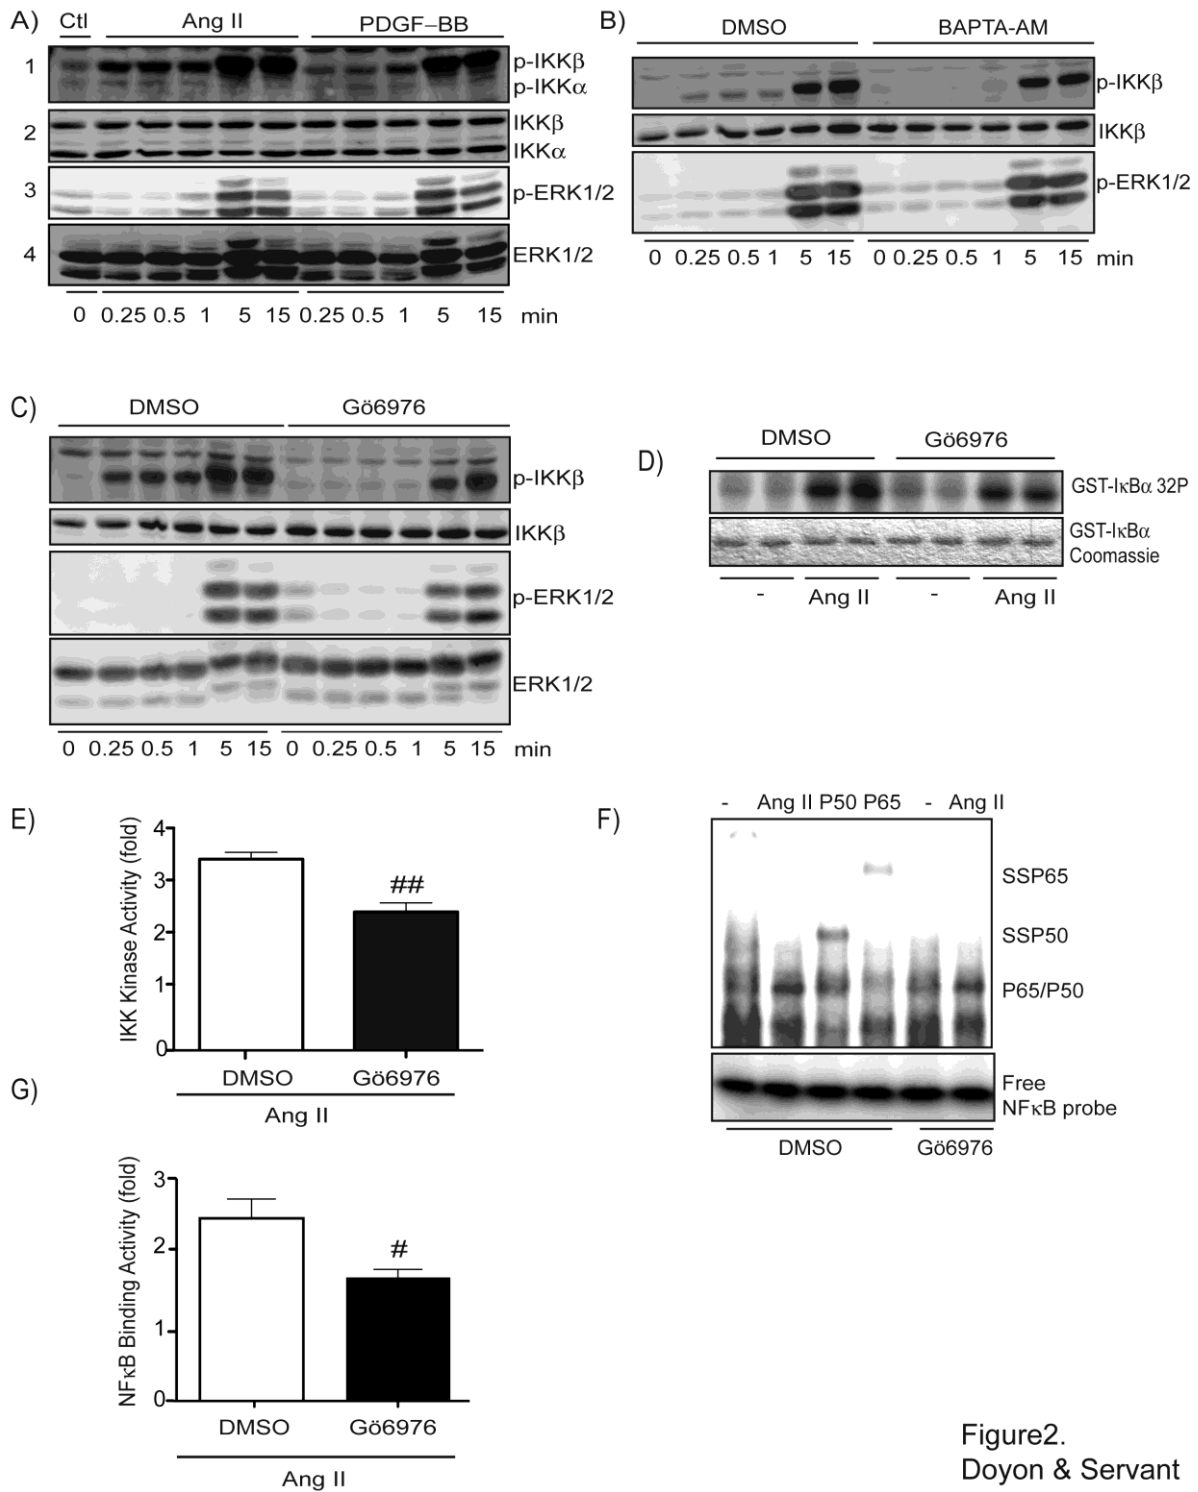 A)
Ctl Ang II PDGF–BB
1
p-IKKβ
p-IKKα
2
IKKβ
IKKα
3
p-ERK1/2
4
ERK1/2
0 0.25 0.5 1 5 15 0.25 0.5 1 5 15 min
B)
DMSO BAPTA-AM
p-IKKβ
IKKβ
p-ERK1/2
0 0.25 0.5 1 5 15 0 0.25 0.5 1 5 15 min
C)
DMSO Gö6976
p-IKKβ
IKKβ
p-ERK1/2
ERK1/2
0 0.25 0.5 1 5 15 0 0.25 0.5 1 5 15 min
D)
DMSO Gö6976
GST-IκBα 32P
GST-IκBα
Coomassie
- Ang II - Ang II
E)
IKK Kinase Activity (fold)
4
3
2
1
0
##
DMSO Gö6976
Ang II
F)
- Ang II P50 P65 - Ang II
SSP65
SSP50
P65/P50
Free
NFκB probe
DMSO Gö6976
G)
NFκB Binding Activity (fold)
3
2
1
0
#
DMSO Gö6976
Ang II
Figure2.
Doyon & Servant